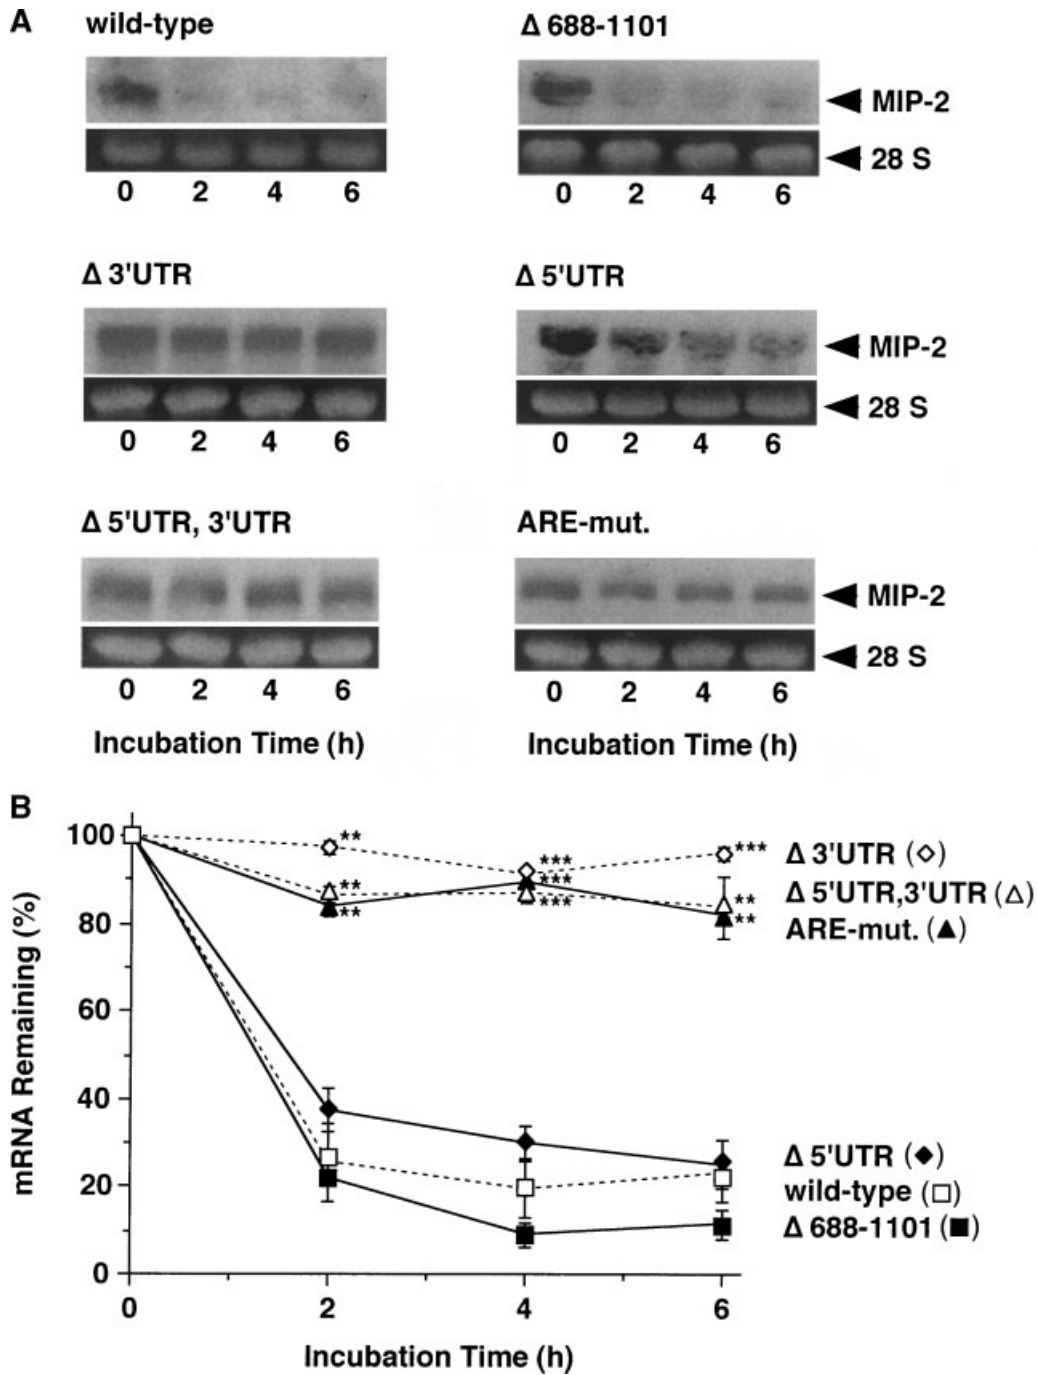 A
wild-type
Δ 688-1101
MIP-2
28 S
0 2 4 6
0 2 4 6
Δ 3'UTR
Δ 5'UTR
MIP-2
28 S
0 2 4 6
0 2 4 6
Δ 5'UTR, 3'UTR
ARE-mut.
MIP-2
28 S
0 2 4 6
0 2 4 6
Incubation Time (h)
Incubation Time (h)
B
mRNA Remaining (%)
100
80
60
40
20
0
0 2 4 6
Incubation Time (h)
**
**
**
***
***
***
***
**
**
Δ 3'UTR (◇)
Δ 5'UTR,3'UTR (△)
ARE-mut. (▲)
Δ 5'UTR (◆)
wild-type (□)
Δ 688-1101 (■)